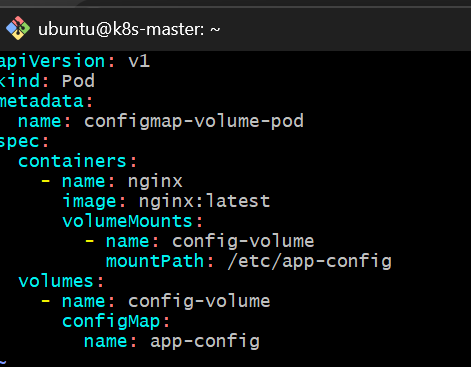 ubuntu@k8s-master: ~
apiVersion: v1
kind: Pod
metadata:
  name: configmap-volume-pod
spec:
  containers:
    - name: nginx
      image: nginx:latest
      volumeMounts:
        - name: config-volume
          mountPath: /etc/app-config
  volumes:
    - name: config-volume
      configMap:
        name: app-config
~